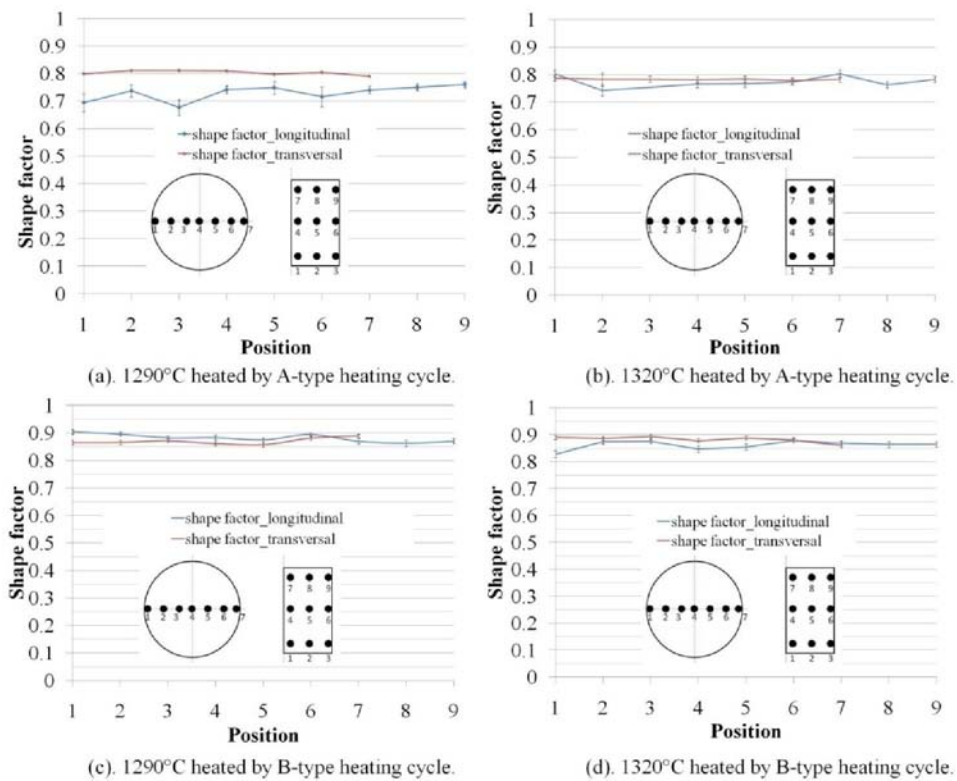 1
0.9
0.8
0.7
0.6
0.5
0.4
0.3
0.2
0.1
0
Shape factor
shape factor_longitudinal
shape factor_transversal
1 2 3 4 5 6 7
7 8 9
4 5 6
1 2 3
1 2 3 4 5 6 7 8 9
Position
(a). 1290°C heated by A-type heating cycle.
1
0.9
0.8
0.7
0.6
0.5
0.4
0.3
0.2
0.1
0
Shape factor
shape factor_longitudinal
shape factor_transversal
1 2 3 4 5 6 7
7 8 9
4 5 6
1 2 3
1 2 3 4 5 6 7 8 9
Position
(b). 1320°C heated by A-type heating cycle.
1
0.9
0.8
0.7
0.6
0.5
0.4
0.3
0.2
0.1
0
Shape factor
shape factor_longitudinal
shape factor_transversal
1 2 3 4 5 6 7
7 8 9
4 5 6
1 2 3
1 2 3 4 5 6 7 8 9
Position
(c). 1290°C heated by B-type heating cycle.
1
0.9
0.8
0.7
0.6
0.5
0.4
0.3
0.2
0.1
0
Shape factor
shape factor_longitudinal
shape factor_transversal
1 2 3 4 5 6 7
7 8 9
4 5 6
1 2 3
1 2 3 4 5 6 7 8 9
Position
(d). 1320°C heated by B-type heating cycle.